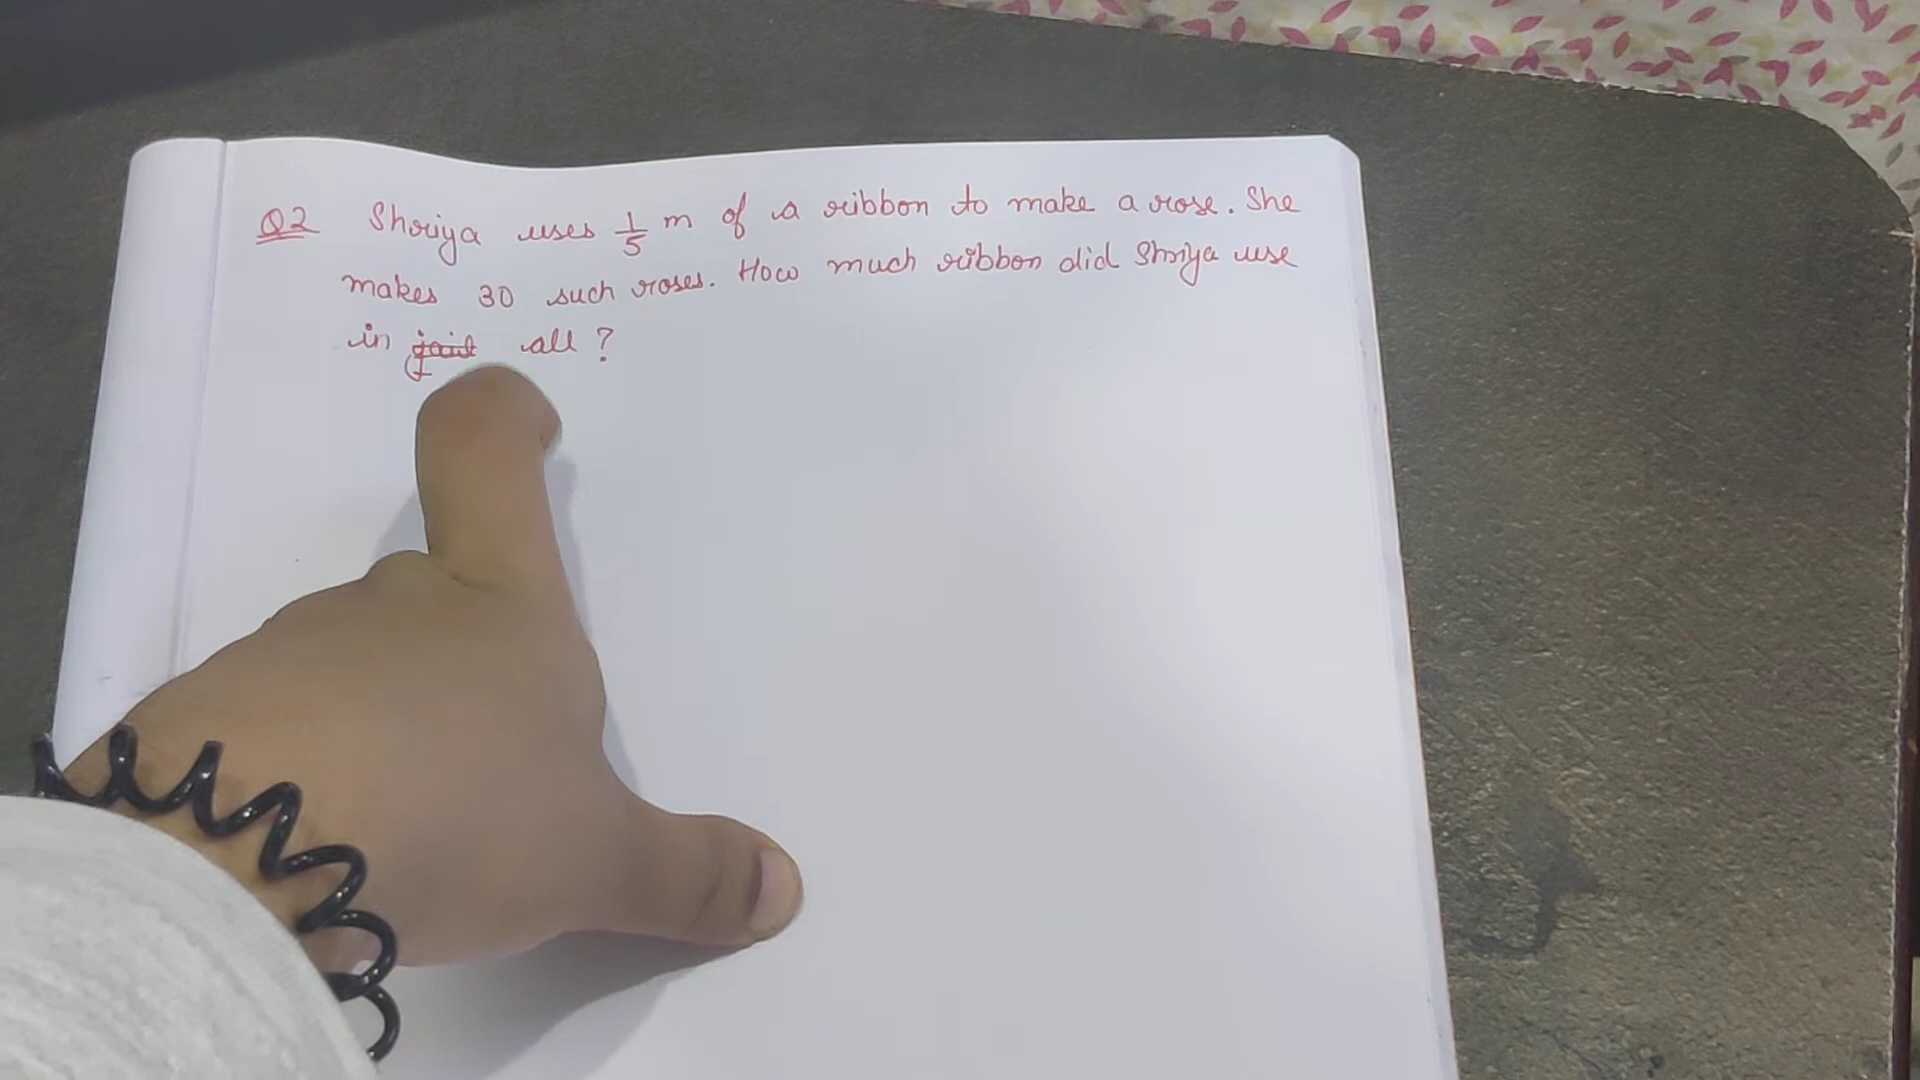 Q2 Shriya uses 1/5 m of a ribbon to make a rose. She
makes 30 such roses. How much ribbon did Shriya use
in all ?